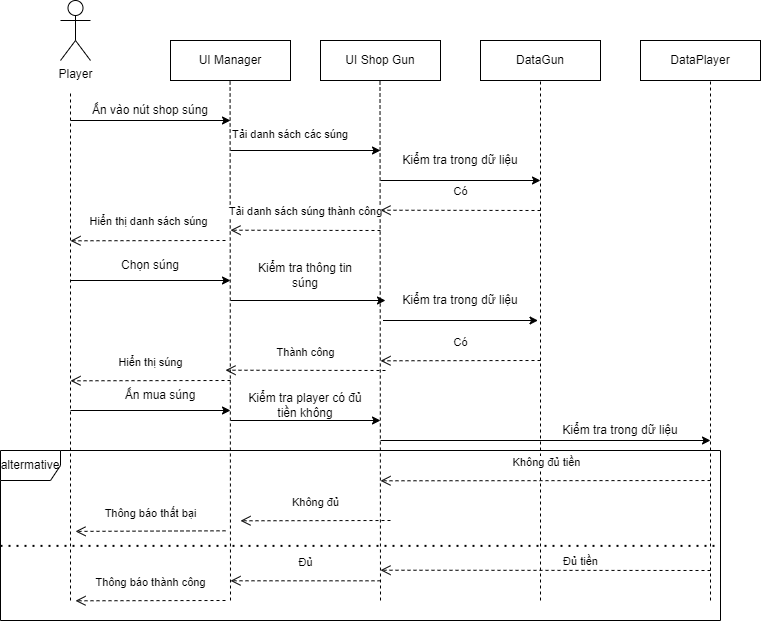 Player
UI Manager
UI Shop Gun
DataGun
DataPlayer
Ấn vào nút shop súng
Tải danh sách các súng
Kiểm tra trong dữ liệu
Có
Tải danh sách súng thành công
Hiển thị danh sách súng
Chọn súng
Kiểm tra thông tin
súng
Kiểm tra trong dữ liệu
Có
Thành công
Hiển thị súng
Ấn mua súng
Kiểm tra player có đủ
tiền không
Kiểm tra trong dữ liệu
alternative
Không đủ tiền
Không đủ
Thông báo thất bại
Đủ tiền
Đủ
Thông báo thành công